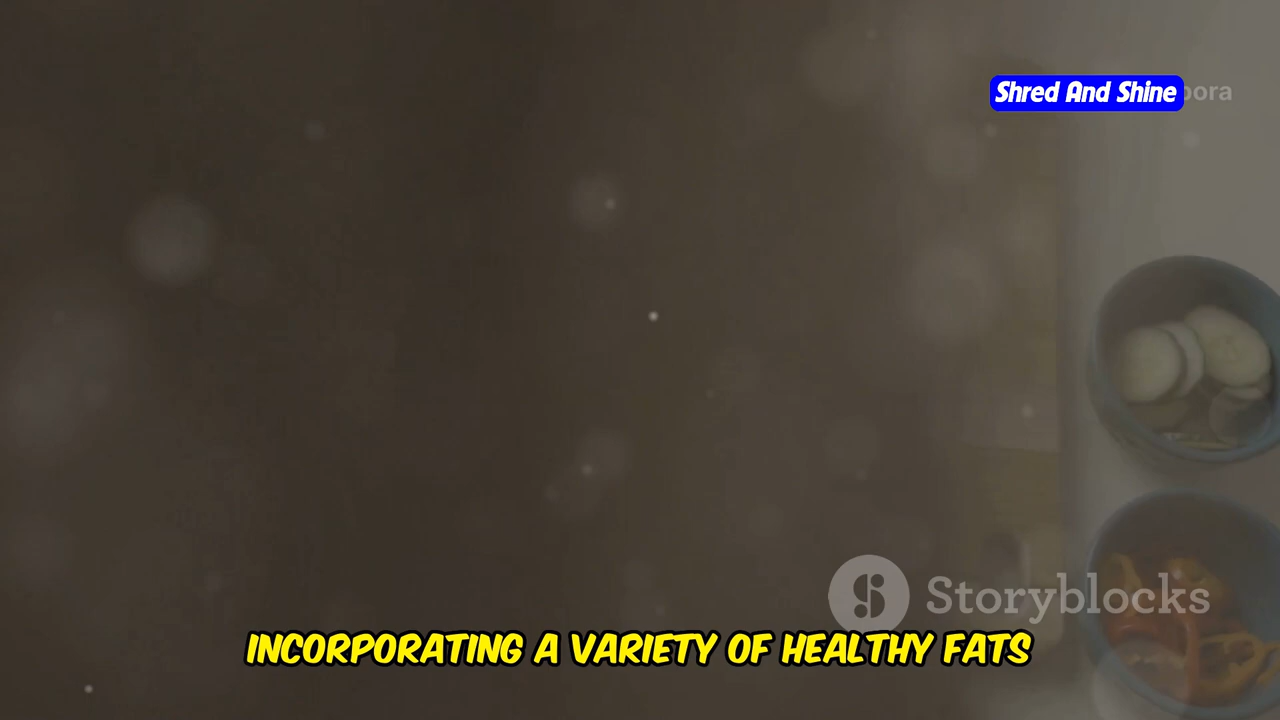 Shred And Shine
Storyblocks
INCORPORATING A VARIETY OF HEALTHY FATS